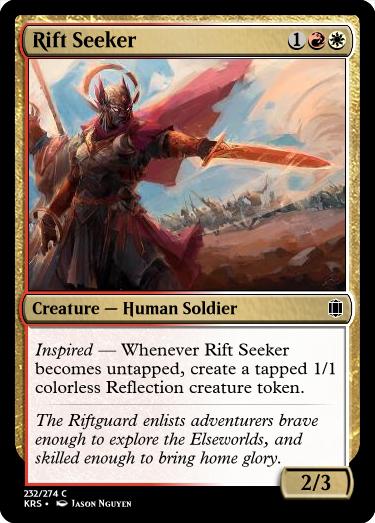 Rift Seeker 1
Creature — Human Soldier
Inspired — Whenever Rift Seeker
becomes untapped, create a tapped 1/1
colorless Reflection creature token.
The Riftguard enlists adventurers brave
enough to explore the Elseworlds, and
skilled enough to bring home glory.
2/3
232/274 C
KRS • Jason Nguyen